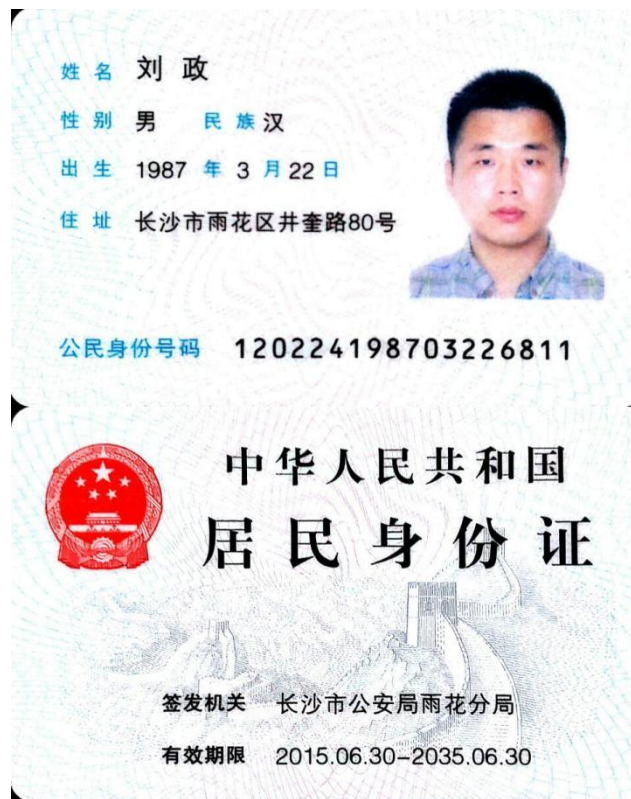 姓名 刘政
性别 男 民族 汉
出生 1987 年 3 月 22 日
住址 长沙市雨花区井奎路80号
公民身份号码 120224198703226811
中华人民共和国
居民身份证
签发机关 长沙市公安局雨花分局
有效期限 2015.06.30-2035.06.30